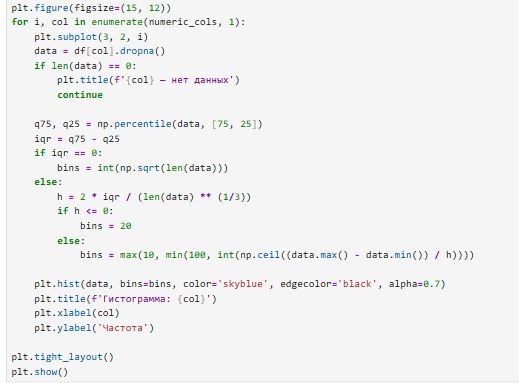 plt.figure(figsize=(15, 12))
for i, col in enumerate(numeric_cols, 1):
    plt.subplot(3, 2, i)
    data = df[col].dropna()
    if len(data) == 0:
        plt.title(f'{col} — нет данных')
        continue

    q75, q25 = np.percentile(data, [75, 25])
    iqr = q75 - q25
    if iqr == 0:
        bins = int(np.sqrt(len(data)))
    else:
        h = 2 * iqr / (len(data) ** (1/3))
        if h <= 0:
            bins = 20
        else:
            bins = max(10, min(100, int(np.ceil((data.max() - data.min()) / h))))

    plt.hist(data, bins=bins, color='skyblue', edgecolor='black', alpha=0.7)
    plt.title(f'Гистограмма: {col}')
    plt.xlabel(col)
    plt.ylabel('Частота')

plt.tight_layout()
plt.show()